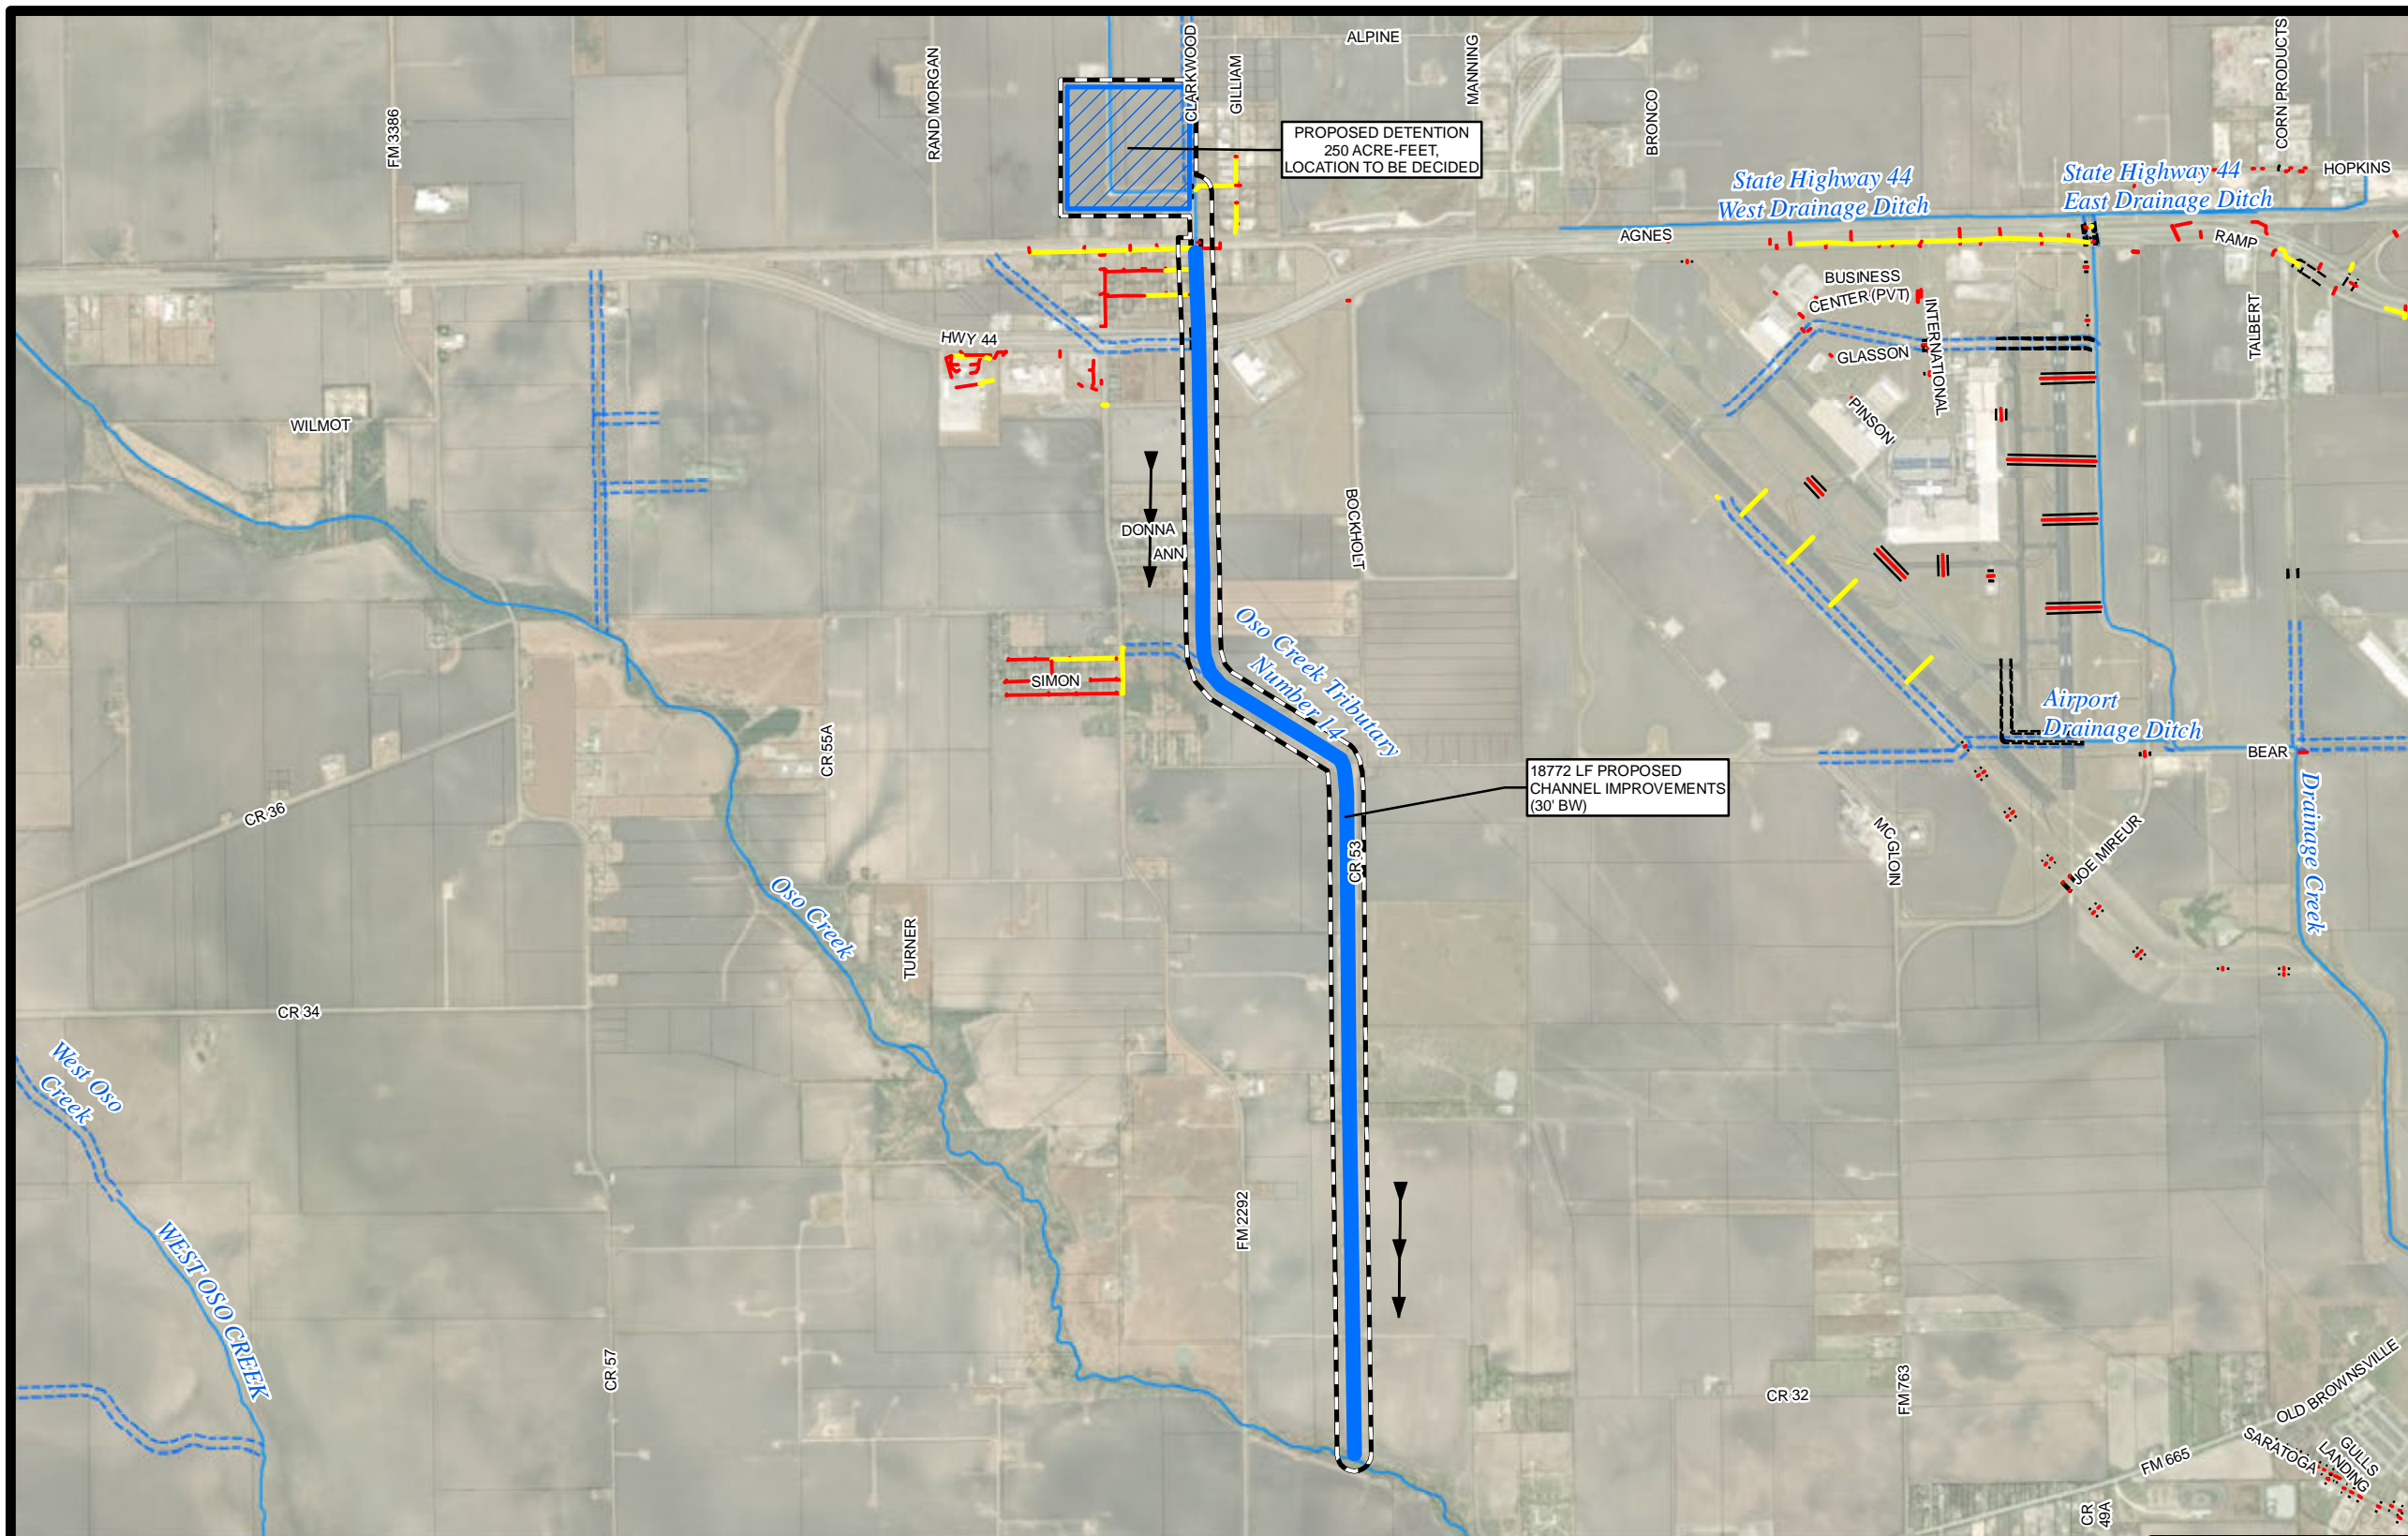 ALPINE
CLARKWOOD
GILLIAM
MANNING
RAND MORGAN
FM 3386
BRONCO
CORN PRODUCTS
PROPOSED DETENTION
250 ACRE-FEET,
LOCATION TO BE DECIDED
HOPKINS
State Highway 44
West Drainage Ditch
State Highway 44
East Drainage Ditch
AGNES
RAMP
BUSINESS
CENTER (PVT)
INTERNATIONAL
TALBERT
HWY 44
GLASSON
PINSON
WILMOT
DONNA
ANN
BOCKHOLT
Oso Creek Tributary
Number 14
SIMON
Airport
Drainage Ditch
BEAR
CR 55A
18772 LF PROPOSED
CHANNEL IMPROVEMENTS
(30' BW)
CR 36
CR 53
MCGLOIN
JOE MIREUR
Drainage Creek
Oso Creek
TURNER
CR 34
West Oso
Creek
FM 2292
WEST OSO CREEK
CR 57
CR 32
FM 763
OLD BROWNSVILLE
FM 665
SARATOGA
GULLS
LANDING
CR
49A